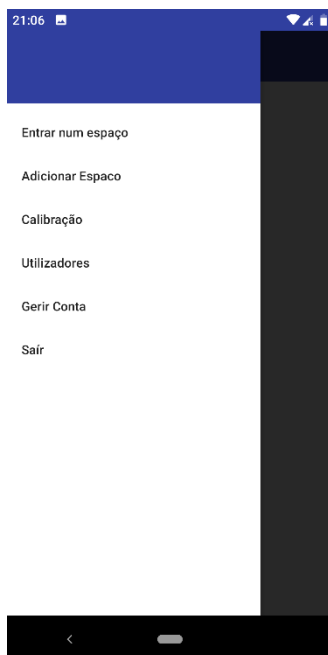 21:06
Entrar num espaço
Adicionar Espaco
Calibração
Utilizadores
Gerir Conta
Saír